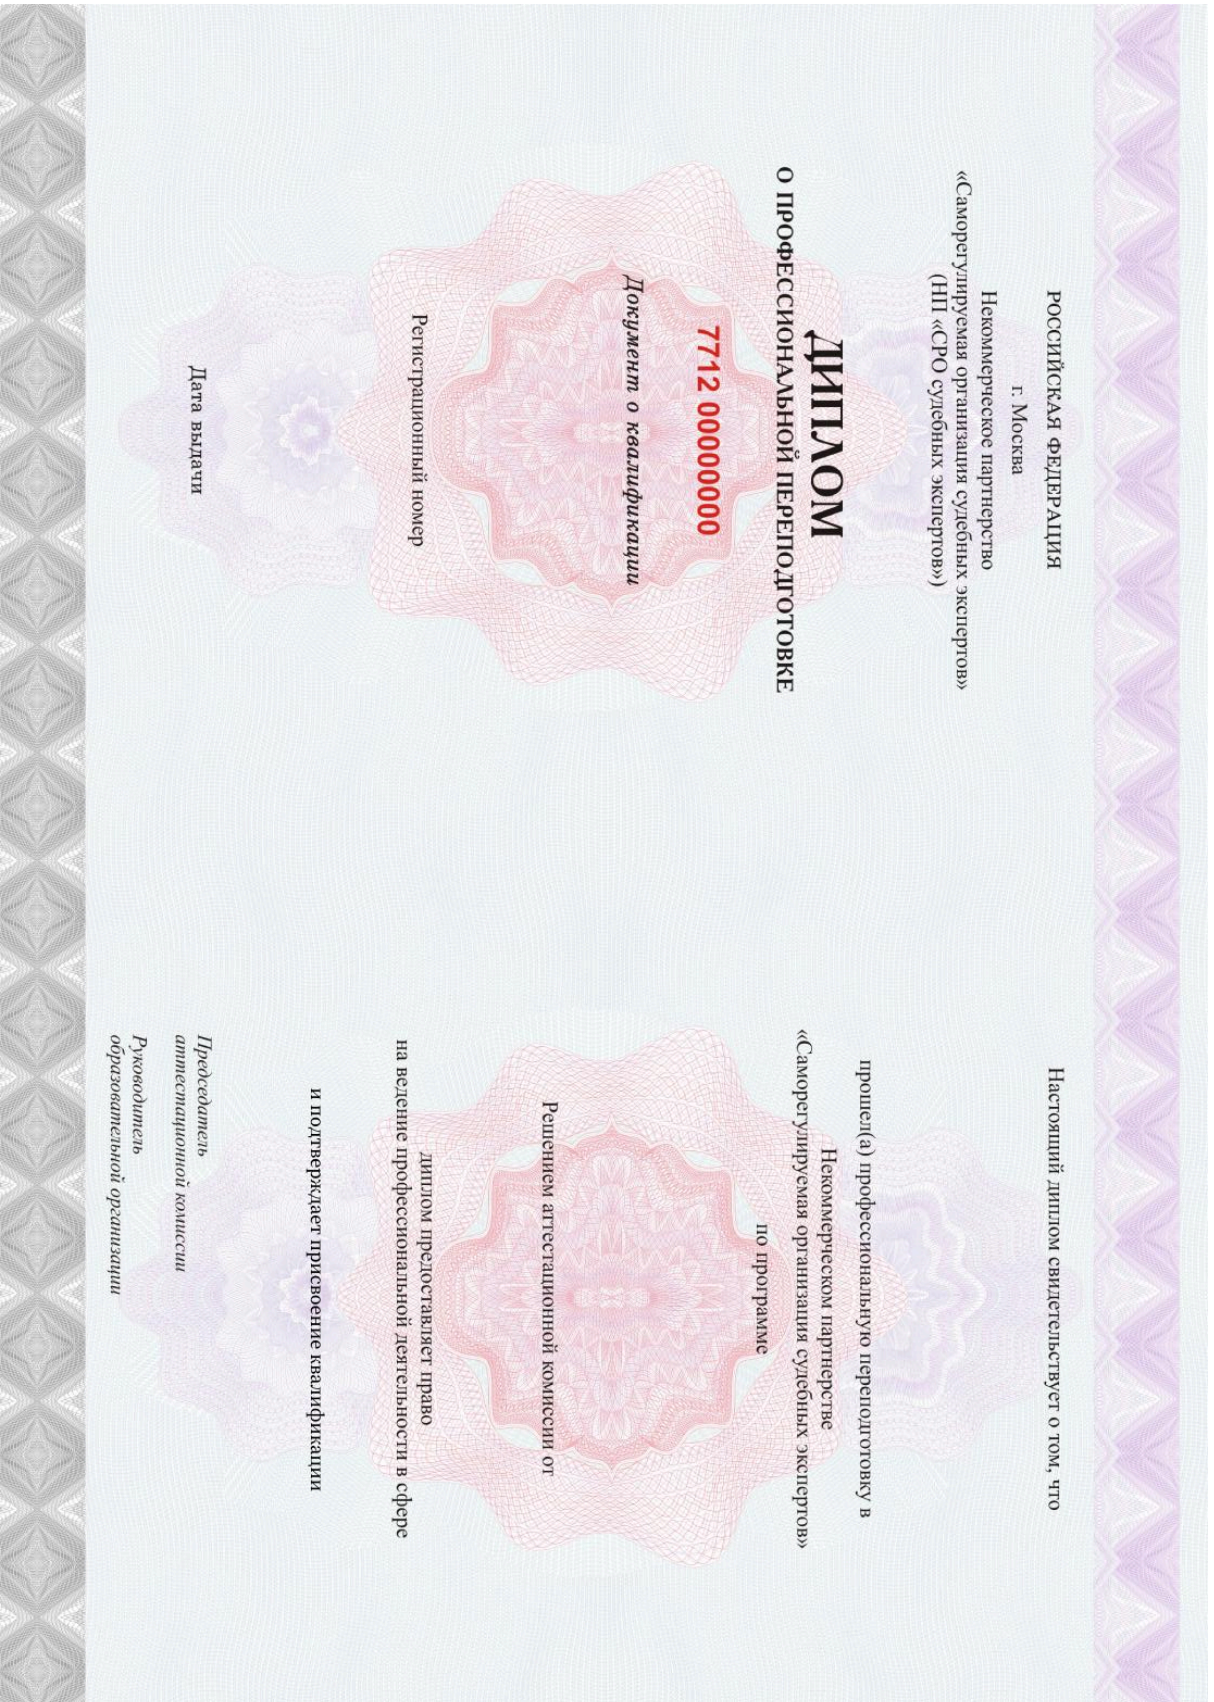 РОССИЙСКАЯ ФЕДЕРАЦИЯ
г. Москва
Некоммерческое партнерство
«Саморегулируемая организация судебных экспертов»
(НП «СРО судебных экспертов»)
ДИПЛОМ
О ПРОФЕССИОНАЛЬНОЙ ПЕРЕПОДГОТОВКЕ
7712 00000000
Документ о квалификации
Регистрационный номер
Дата выдачи
Настоящий диплом свидетельствует о том, что
прошел(а) профессиональную переподготовку в
Некоммерческом партнерстве
«Саморегулируемая организация судебных экспертов»
по программе
Решением аттестационной комиссии от
диплом предоставляет право
на ведение профессиональной деятельности в сфере
и подтверждает присвоение квалификации
Председатель
аттестационной комиссии
Руководитель
образовательной организации